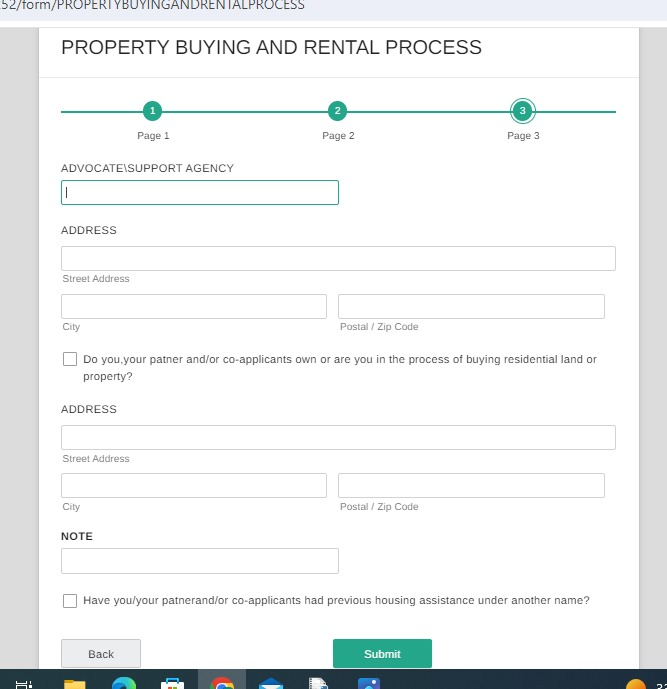 52/form/PROPERTYBUYINGANDRENTALPROCESS
PROPERTY BUYING AND RENTAL PROCESS
1 2 3
Page 1 Page 2 Page 3
ADVOCATE\SUPPORT AGENCY
ADDRESS
Street Address
City Postal / Zip Code
Do you,your patner and/or co-applicants own or are you in the process of buying residential land or
property?
ADDRESS
Street Address
City Postal / Zip Code
NOTE
Have you/your patnerand/or co-applicants had previous housing assistance under another name?
Back Submit